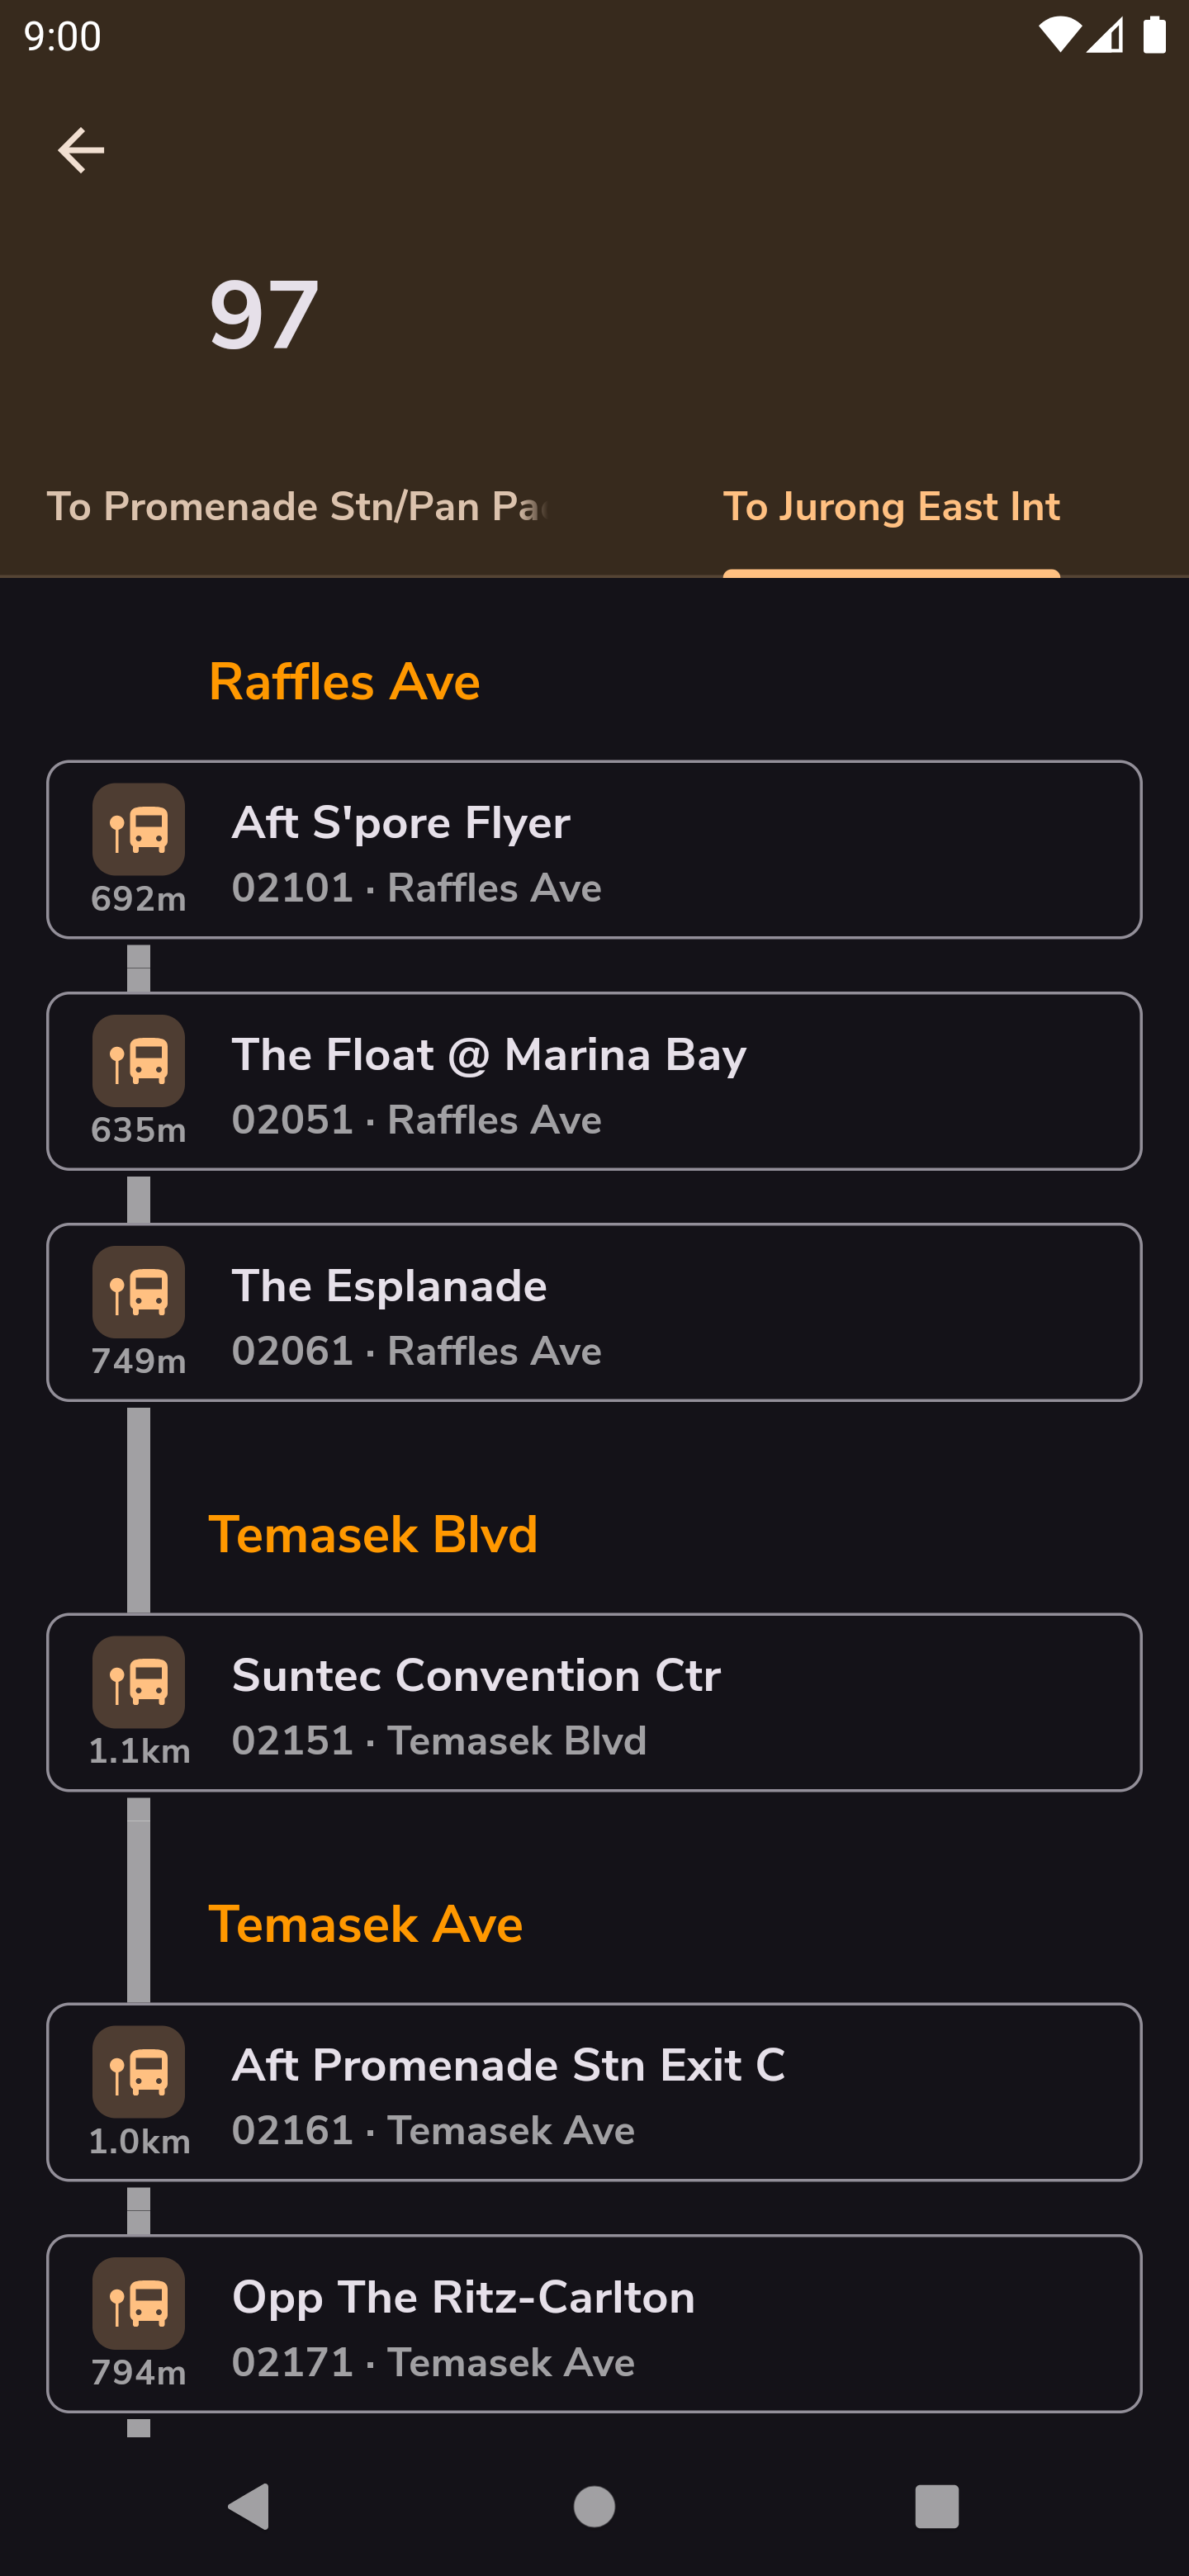 9:00
97
To Promenade Stn/Pan Pac
To Jurong East Int
Raffles Ave
Aft S'pore Flyer
692m
02101 · Raffles Ave
The Float @ Marina Bay
635m
02051 · Raffles Ave
The Esplanade
749m
02061 · Raffles Ave
Temasek Blvd
Suntec Convention Ctr
1.1km
02151 · Temasek Blvd
Temasek Ave
Aft Promenade Stn Exit C
1.0km
02161 · Temasek Ave
Opp The Ritz-Carlton
794m
02171 · Temasek Ave